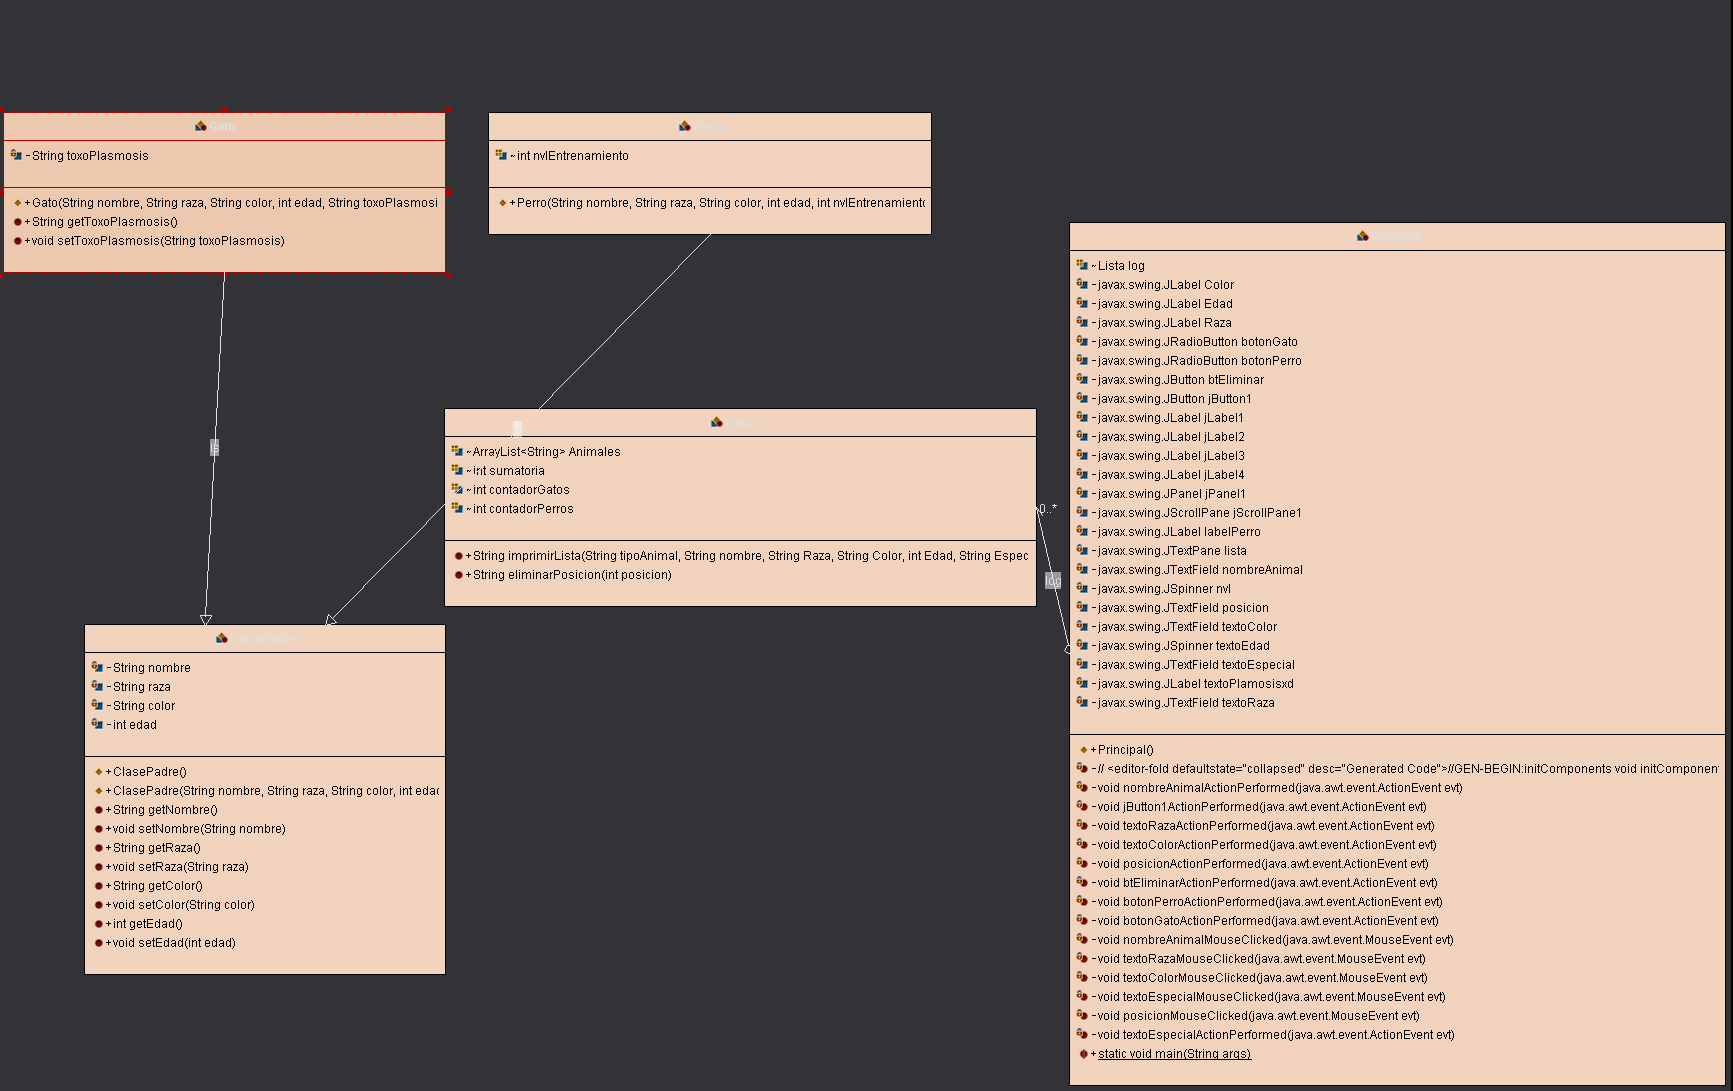 Gato
-String toxoPlasmosis
+Gato(String nombre, String raza, String color, int edad, String toxoPlasmosi
+String getToxoPlasmosis()
+void setToxoPlasmosis(String toxoPlasmosis)
~int nvlEntrenamiento
+Perro(String nombre, String raza, String color, int edad, int nvlEntrenamiento
is
~ArrayList<String> Animales
~int sumatoria
~int contadorGatos
~int contadorPerros
+String imprimirLista(String tipoAnimal, String nombre, String Raza, String Color, int Edad, String Espec
+String eliminarPosicion(int posicion)
0..*
log
ClasePadre
-String nombre
-String raza
-String color
-int edad
+ClasePadre()
+ClasePadre(String nombre, String raza, String color, int edad
+String getNombre()
+void setNombre(String nombre)
+String getRaza()
+void setRaza(String raza)
+String getColor()
+void setColor(String color)
+int getEdad()
+void setEdad(int edad)
Principal
~Lista log
-javax.swing.JLabel Color
-javax.swing.JLabel Edad
-javax.swing.JLabel Raza
-javax.swing.JRadioButton botonGato
-javax.swing.JRadioButton botonPerro
-javax.swing.JButton btEliminar
-javax.swing.JButton jButton1
-javax.swing.JLabel jLabel1
-javax.swing.JLabel jLabel2
-javax.swing.JLabel jLabel3
-javax.swing.JLabel jLabel4
-javax.swing.JPanel jPanel1
-javax.swing.JScrollPane jScrollPane1
-javax.swing.JLabel labelPerro
-javax.swing.JTextPane lista
-javax.swing.JTextField nombreAnimal
-javax.swing.JSpinner nvl
-javax.swing.JTextField posicion
-javax.swing.JTextField textoColor
-javax.swing.JSpinner textoEdad
-javax.swing.JTextField textoEspecial
-javax.swing.JLabel textoPlamosisxd
-javax.swing.JTextField textoRaza
+Principal()
-// <editor-fold defaultstate="collapsed" desc="Generated Code">//GEN-BEGIN:initComponents void initComponent
-void nombreAnimalActionPerformed(java.awt.event.ActionEvent evt)
-void jButton1ActionPerformed(java.awt.event.ActionEvent evt)
-void textoRazaActionPerformed(java.awt.event.ActionEvent evt)
-void textoColorActionPerformed(java.awt.event.ActionEvent evt)
-void posicionActionPerformed(java.awt.event.ActionEvent evt)
-void btEliminarActionPerformed(java.awt.event.ActionEvent evt)
-void botonPerroActionPerformed(java.awt.event.ActionEvent evt)
-void botonGatoActionPerformed(java.awt.event.ActionEvent evt)
-void nombreAnimalMouseClicked(java.awt.event.MouseEvent evt)
-void textoRazaMouseClicked(java.awt.event.MouseEvent evt)
-void textoColorMouseClicked(java.awt.event.MouseEvent evt)
-void textoEspecialMouseClicked(java.awt.event.MouseEvent evt)
-void posicionMouseClicked(java.awt.event.MouseEvent evt)
-void textoEspecialActionPerformed(java.awt.event.ActionEvent evt)
+static void main(String args)